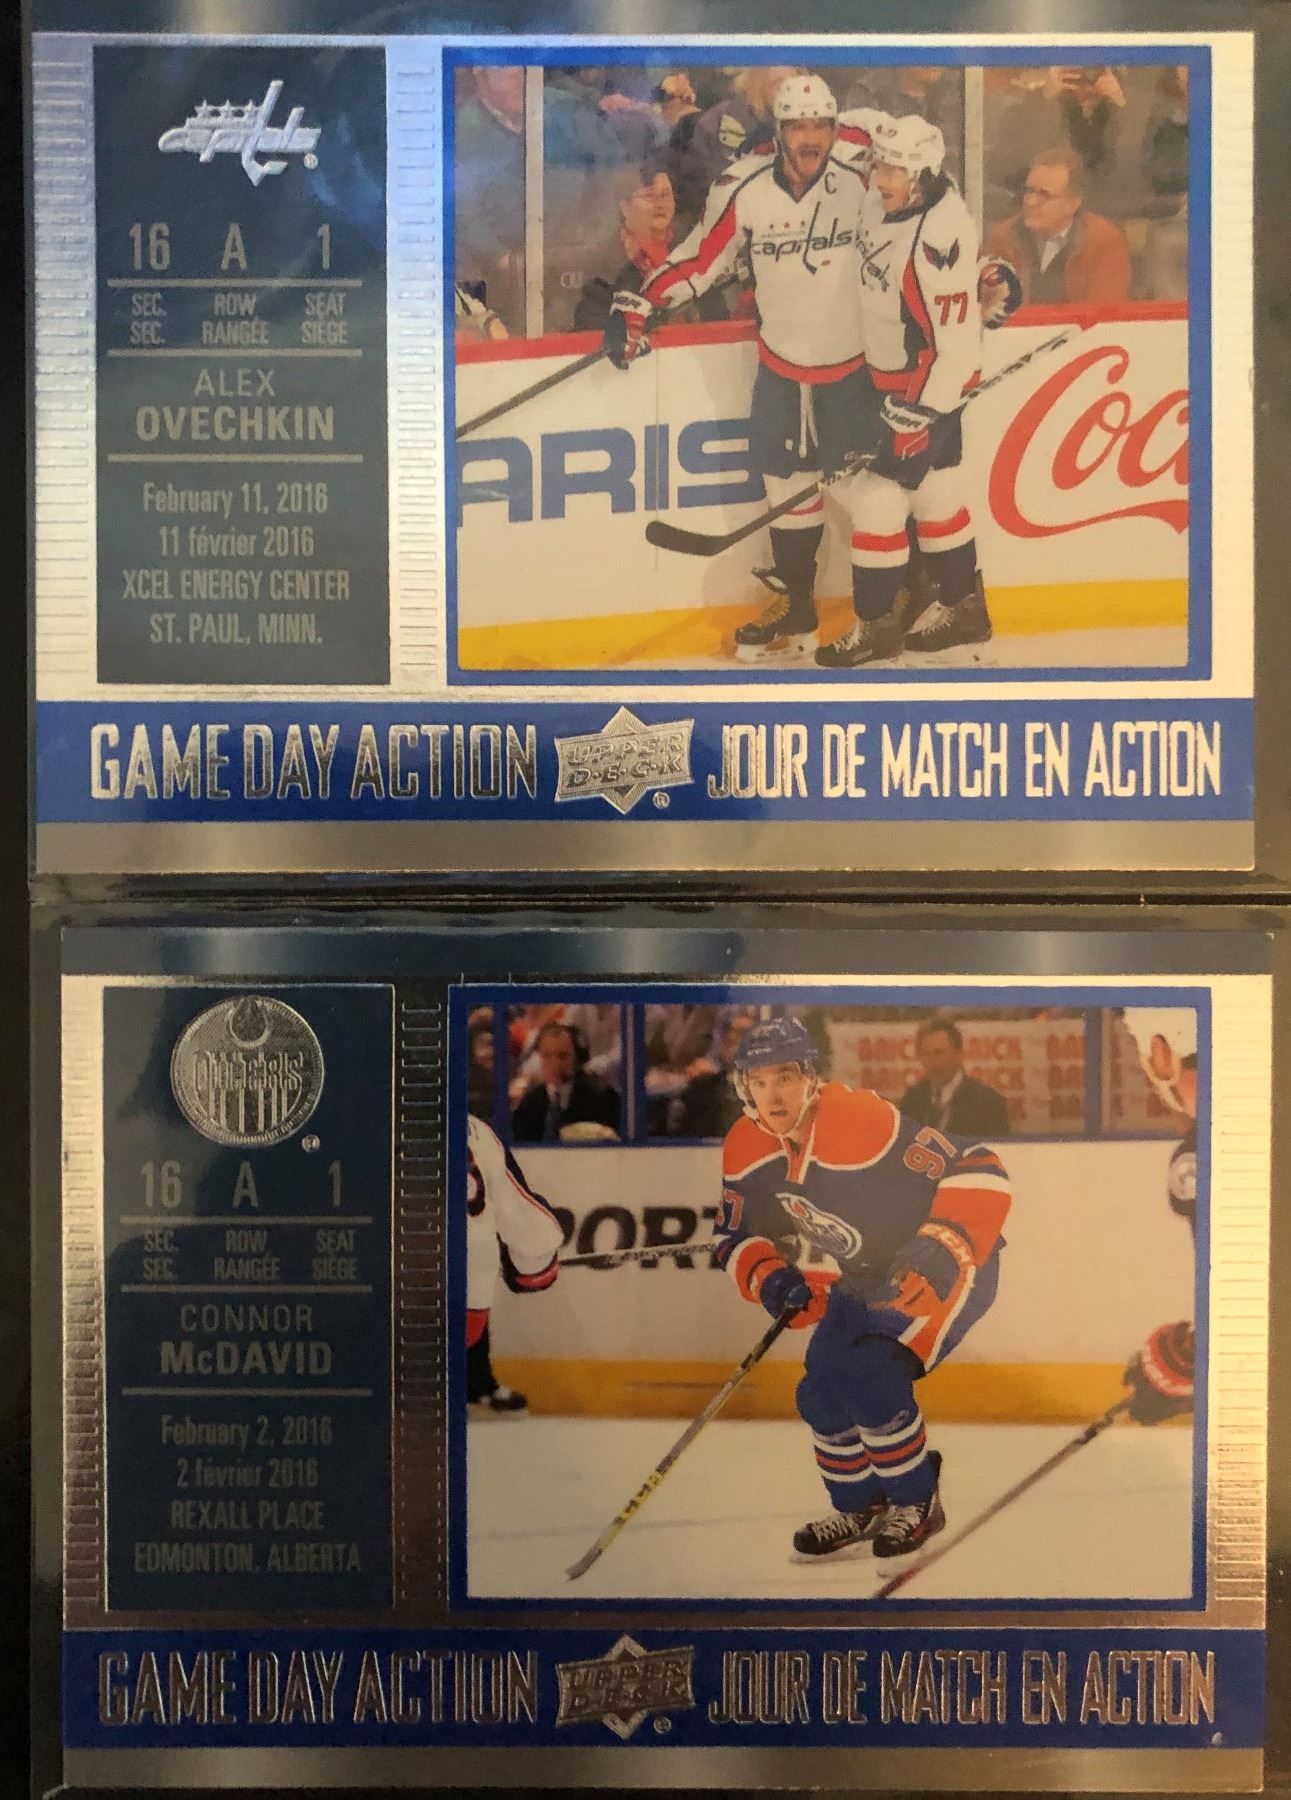 capitals
16 A 1
SEC. ROW SEAT
SEC. RANGÉE SIÈGE
ALEX
OVECHKIN
February 11, 2016
11 février 2016
XCEL ENERGY CENTER
ST. PAUL, MINN.
C
capitals
77
ARIS
Coc
GAME DAY ACTION UPPER DECK JOUR DE MATCH EN ACTION
OILERS
16 A 1
SEC. ROW SEAT
SEC. RANGÉE SIÈGE
CONNOR
McDAVID
February 2, 2016
2 février 2016
REXALL PLACE
EDMONTON, ALBERTA
BRICK
97
PORT
CCM
GAME DAY ACTION UPPER DECK JOUR DE MATCH EN ACTION